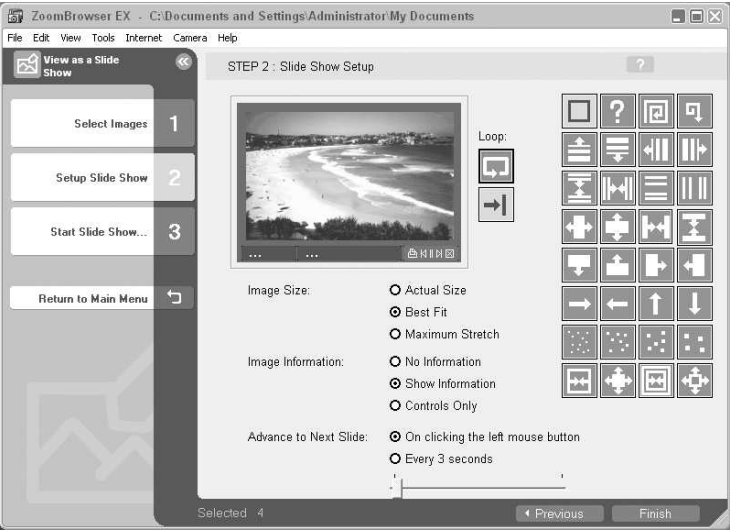 ZoomBrowser EX - C:\Documents and Settings\Administrator\My Documents
File Edit View Tools Internet Camera Help
View as a Slide
Show
STEP 2 : Slide Show Setup
?
Select Images 1
Setup Slide Show 2
Start Slide Show... 3
Return to Main Menu
Loop:
?
... ...
Image Size:
Actual Size
Best Fit
Maximum Stretch
Image Information:
No Information
Show Information
Controls Only
Advance to Next Slide:
On clicking the left mouse button
Every 3 seconds
Selected 4
Previous
Finish